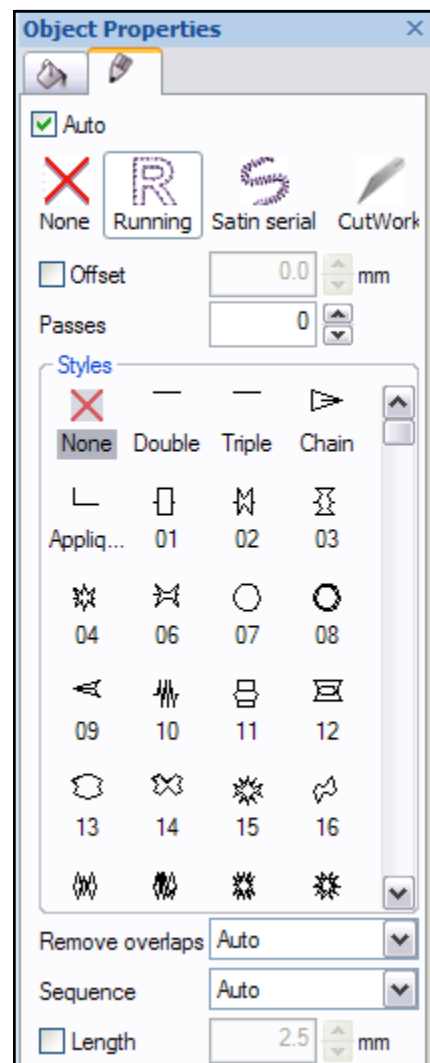 Object Properties
Auto
None Running Satin serial CutWork
Offset 0.0 mm
Passes 0
Styles
None Double Triple Chain
Appliq... 01 02 03
04 06 07 08
09 10 11 12
13 14 15 16
Remove overlaps Auto
Sequence Auto
Length 2.5 mm